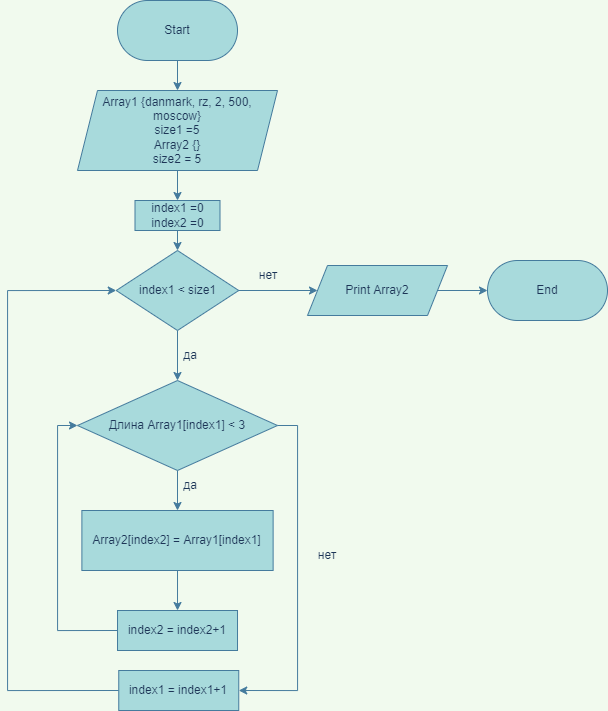 Start
Array1 {danmark, rz, 2, 500,
moscow}
size1 =5
Array2 {}
size2 = 5
index1 =0
index2 =0
index1 < size1
нет
Print Array2
End
да
Длина Array1[index1] < 3
да
Array2[index2] = Array1[index1]
нет
index2 = index2+1
index1 = index1+1